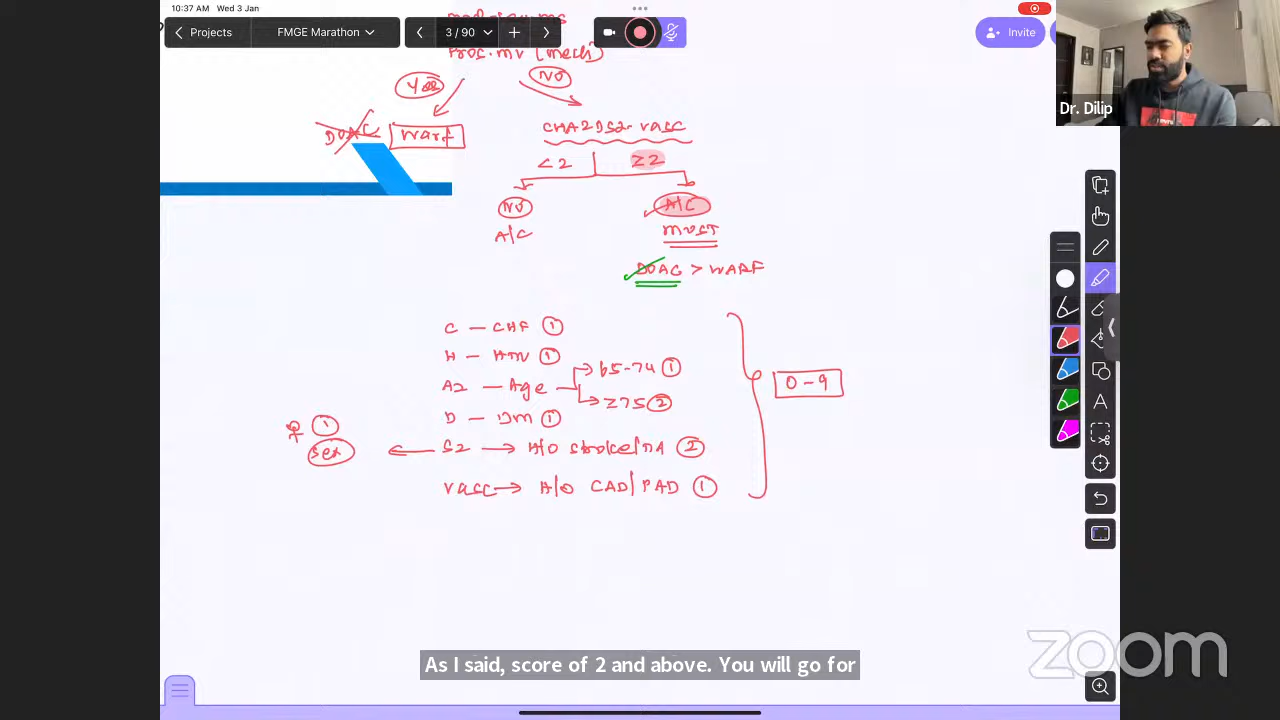 10:37 AM Wed 3 Jan
Projects
FMGE Marathon
3 / 90
Invite
Pros. MV (mech)
Yes
NO
DOAC
Warf
CHA2DS2-VASC
< 2
≥2
NO
A/C
A/C
MUST
DOAC > WARF
C – CHF ①
H – HTN ①
A2 – Age
65-74 ①
≥75 ②
D – DM ①
♀ ①
Sex
S2 → H/O stroke/TIA ②
Vasc → H/O CAD/PAD ①
0 – 9
Dr. Dilip
As I said, score of 2 and above. You will go for
zoom